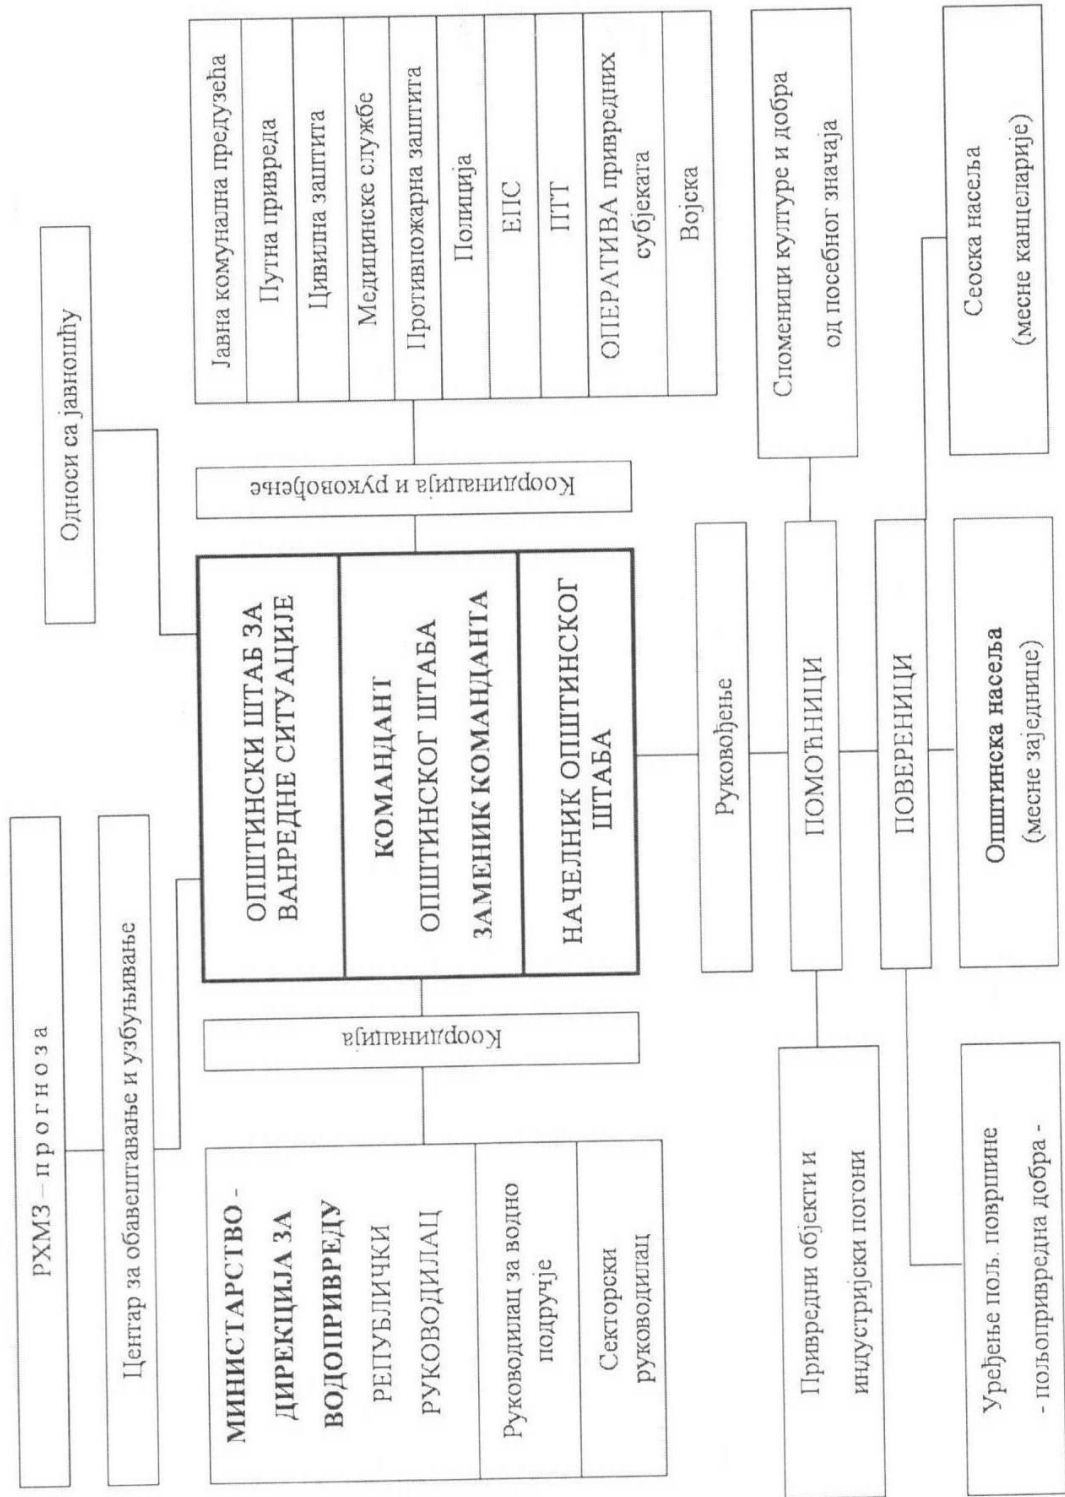 РХМЗ – п р о г н о з а
Центар за обавештавање и узбуњивање
Односи са јавношћу
МИНИСТАРСТВО -
ДИРЕКЦИЈА ЗА
ВОДОПРИВРЕДУ
РЕПУБЛИЧКИ
РУКОВОДИЛАЦ
Руководилац за водно
подручје
Секторски
руководилац
Координација
ОПШТИНСКИ ШТАБ ЗА
ВАНРЕДНЕ СИТУАЦИЈЕ
КОМАНДАНТ
ОПШТИНСКОГ ШТАБА
ЗАМЕНИК КОМАНДАНТА
НАЧЕЛНИК ОПШТИНСКОГ
ШТАБА
Координација и руковођење
Јавна комунална предузећа
Путна привреда
Цивилна заштита
Медицинске службе
Противпожарна заштита
Полиција
ЕПС
ПТТ
ОПЕРАТИВА привредних
субјеката
Војска
Руковођење
Привредни објекти и
индустријски погони
ПОМОЋНИЦИ
Споменици културе и добра
од посебног значаја
ПОВЕРЕНИЦИ
Уређење пољ. површине
- пољопривредна добра -
Општинска насеља
(месне заједнице)
Сеоска насеља
(месне канцеларије)